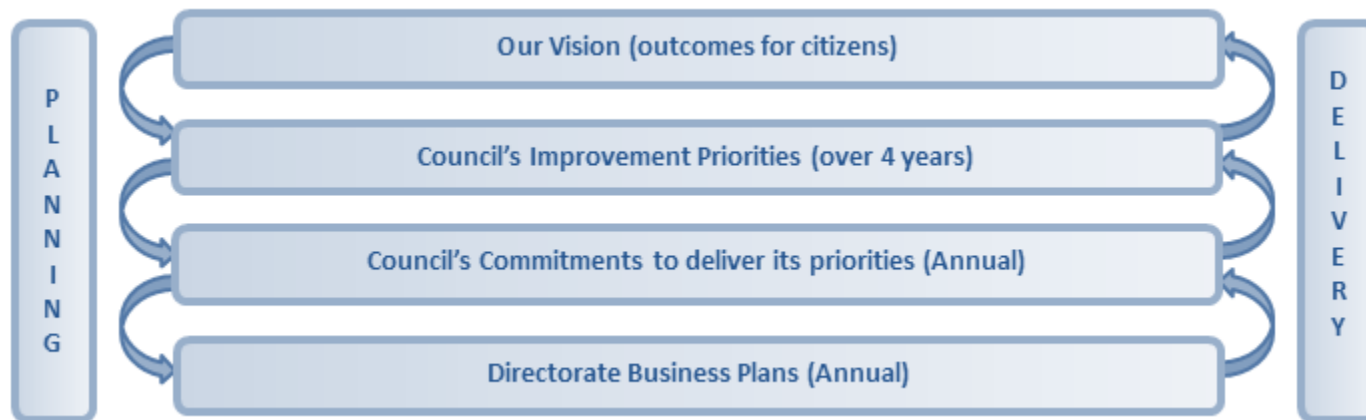 PLANNING
Our Vision (outcomes for citizens)
Council’s Improvement Priorities (over 4 years)
Council’s Commitments to deliver its priorities (Annual)
Directorate Business Plans (Annual)
DELIVERY